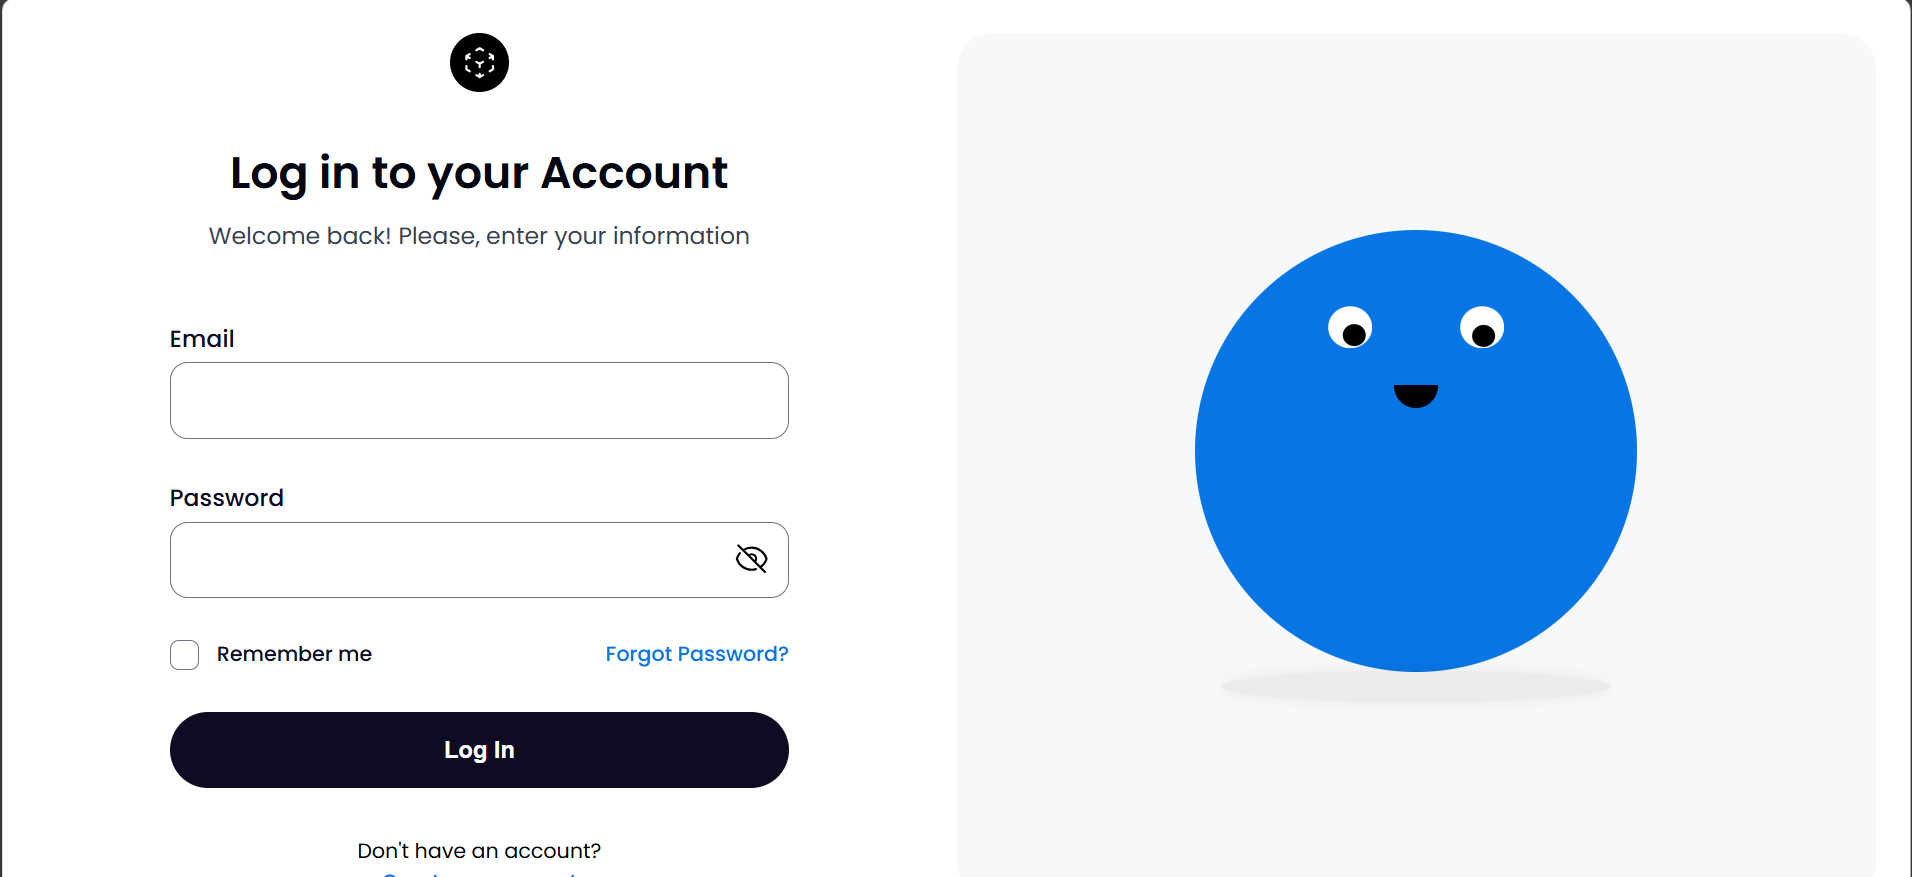 Log in to your Account
Welcome back! Please, enter your information
Email
Password
Remember me
Forgot Password?
Log In
Don't have an account?